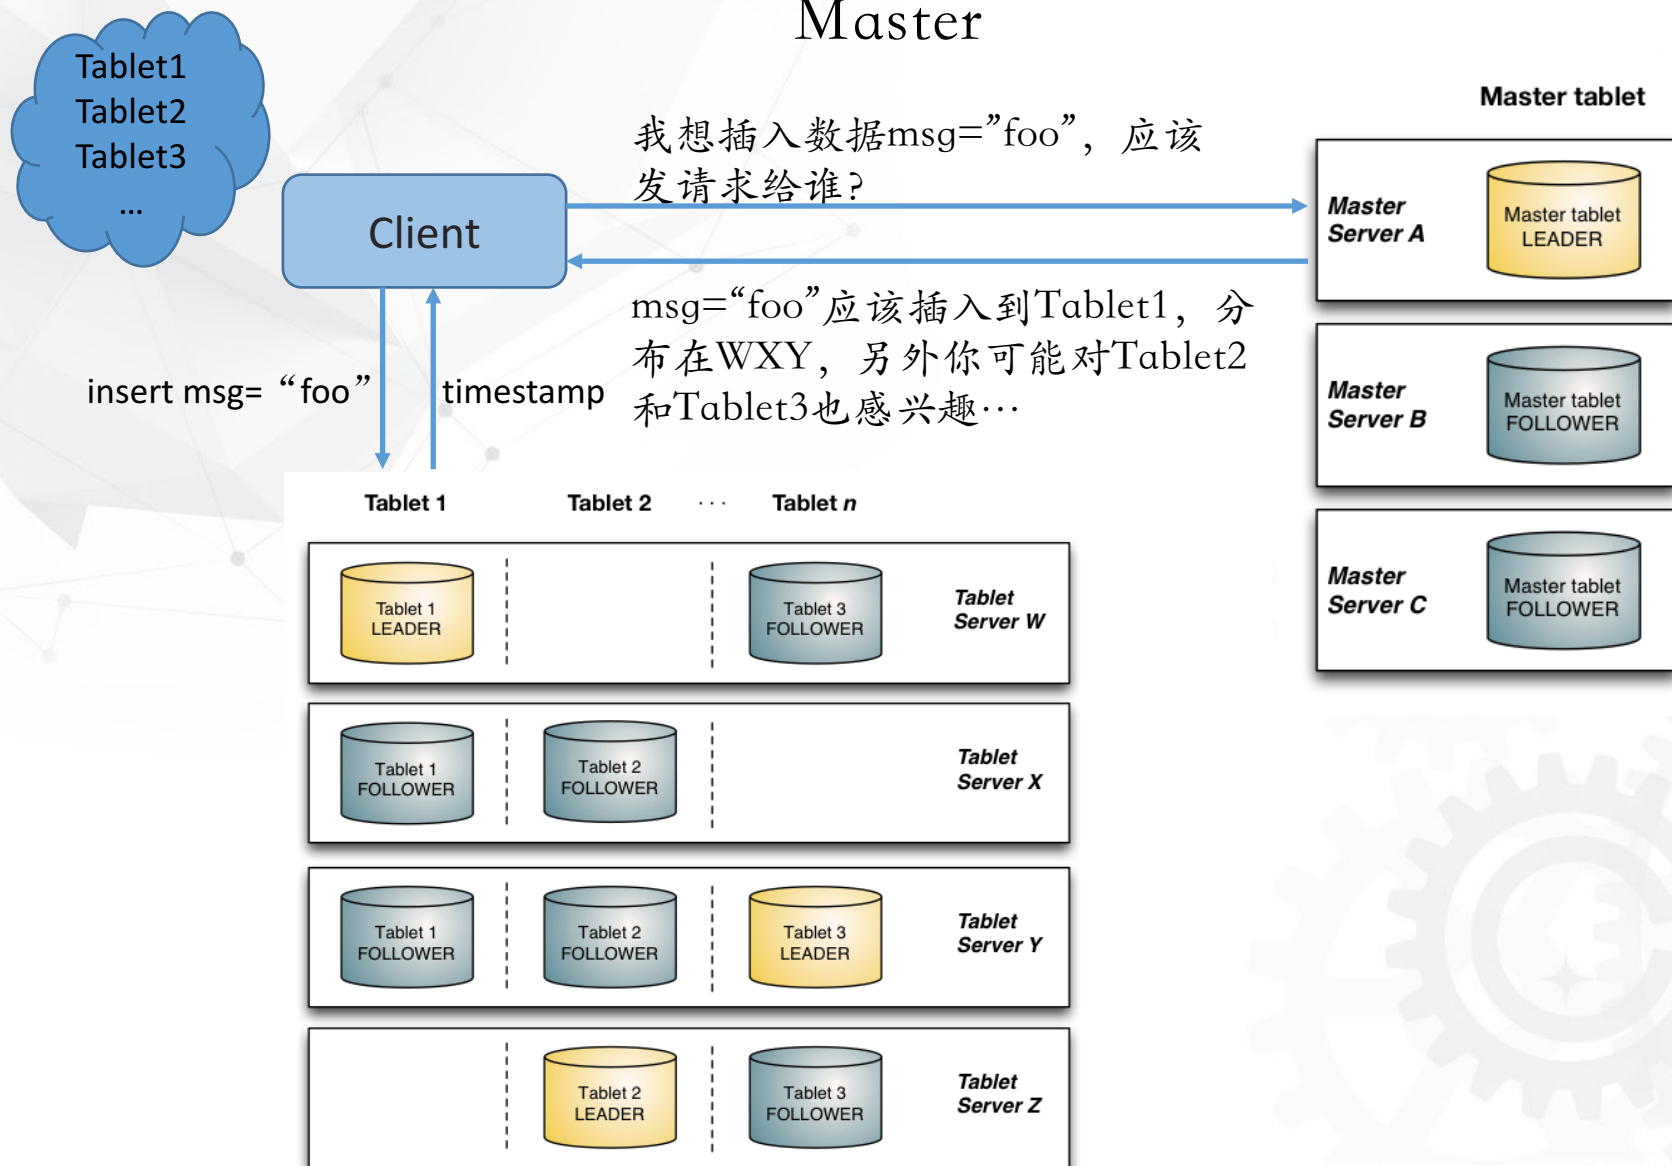 Master
Tablet1
Tablet2
Tablet3
...
Client
我想插入数据msg=”foo”，应该
发请求给谁?
msg=“foo”应该插入到Tablet1，分
布在WXY，另外你可能对Tablet2
和Tablet3也感兴趣…
insert msg=“foo”
timestamp
Master tablet
Master
Server A
Master tablet
LEADER
Master
Server B
Master tablet
FOLLOWER
Master
Server C
Master tablet
FOLLOWER
Tablet 1 Tablet 2 ... Tablet n
Tablet 1
LEADER
Tablet 3
FOLLOWER
Tablet
Server W
Tablet 1
FOLLOWER
Tablet 2
FOLLOWER
Tablet
Server X
Tablet 1
FOLLOWER
Tablet 2
FOLLOWER
Tablet 3
LEADER
Tablet
Server Y
Tablet 2
LEADER
Tablet 3
FOLLOWER
Tablet
Server Z